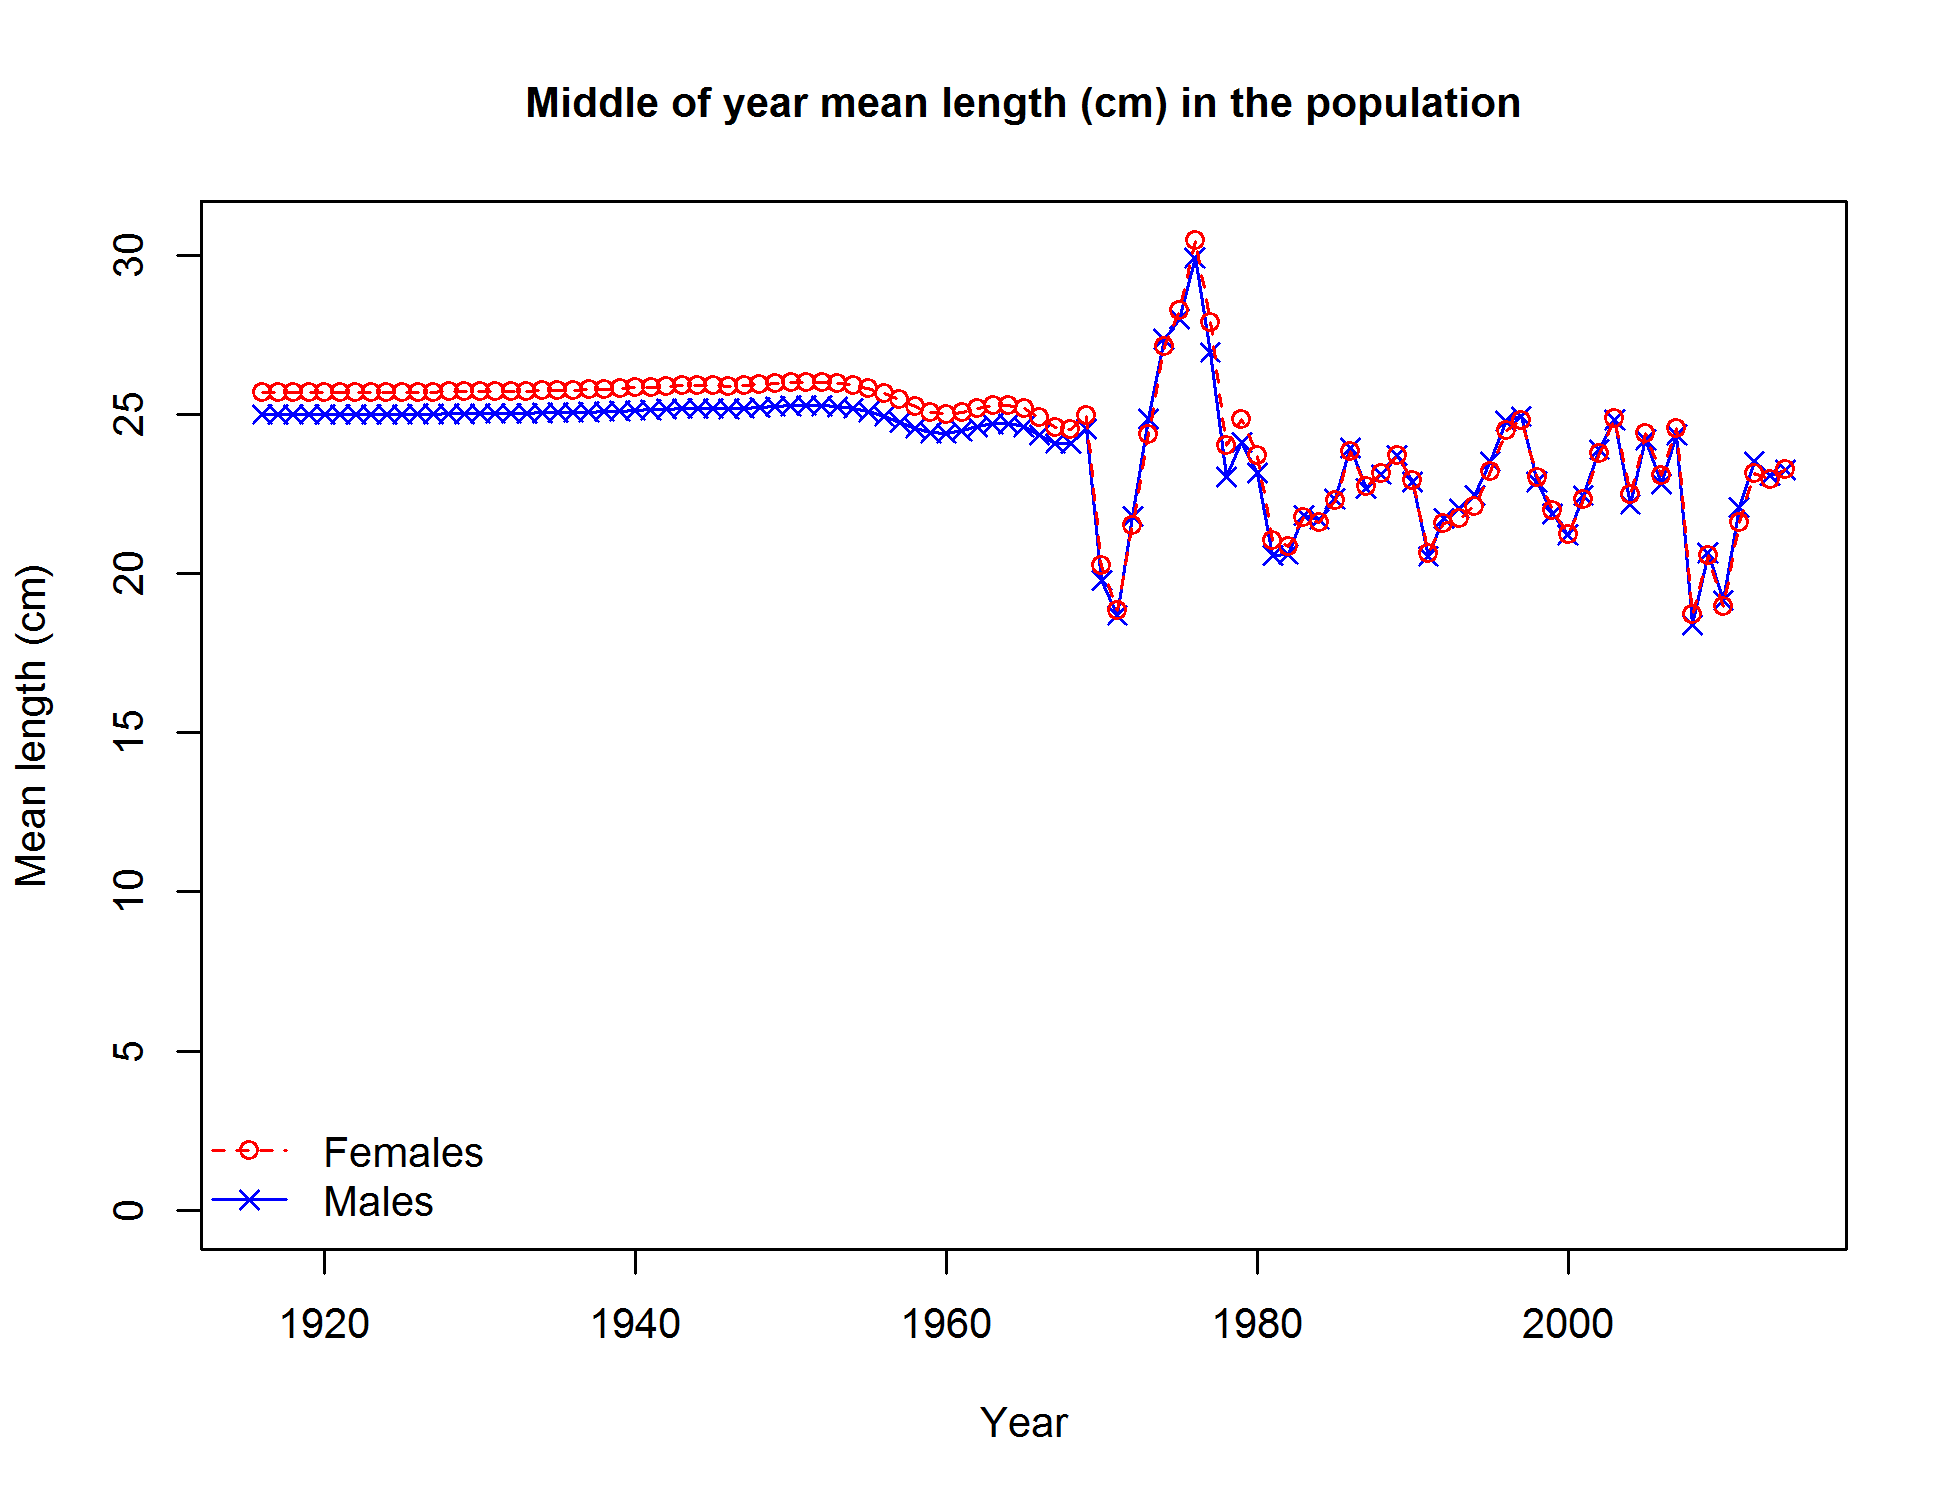 Middle of year mean length (cm) in the population
Mean length (cm)
30
25
20
15
10
5
0
Females
Males
1920 1940 1960 1980 2000
Year